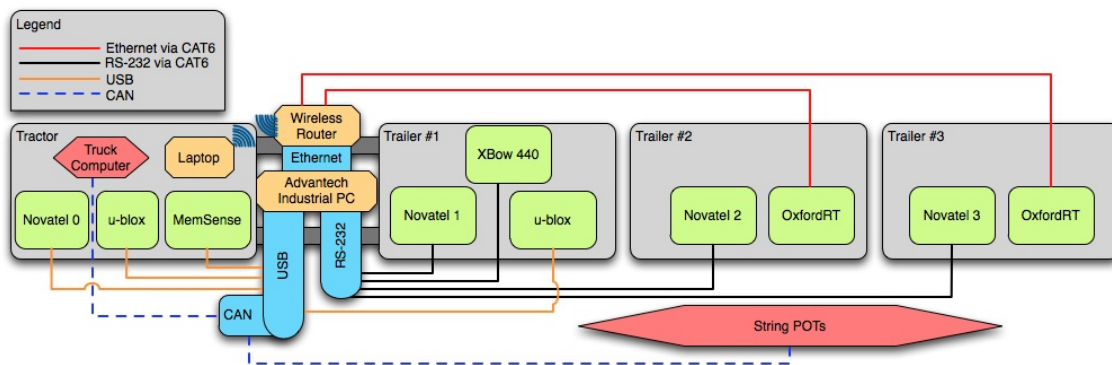 Legend
Ethernet via CAT6
RS-232 via CAT6
USB
CAN
Tractor
Truck
Computer
Laptop
Wireless
Router
Ethernet
Advantech
Industrial PC
Novatel 0
u-blox
MemSense
USB
RS-232
CAN
Trailer #1
XBow 440
Novatel 1
u-blox
Trailer #2
Novatel 2
OxfordRT
Trailer #3
Novatel 3
OxfordRT
String POTs